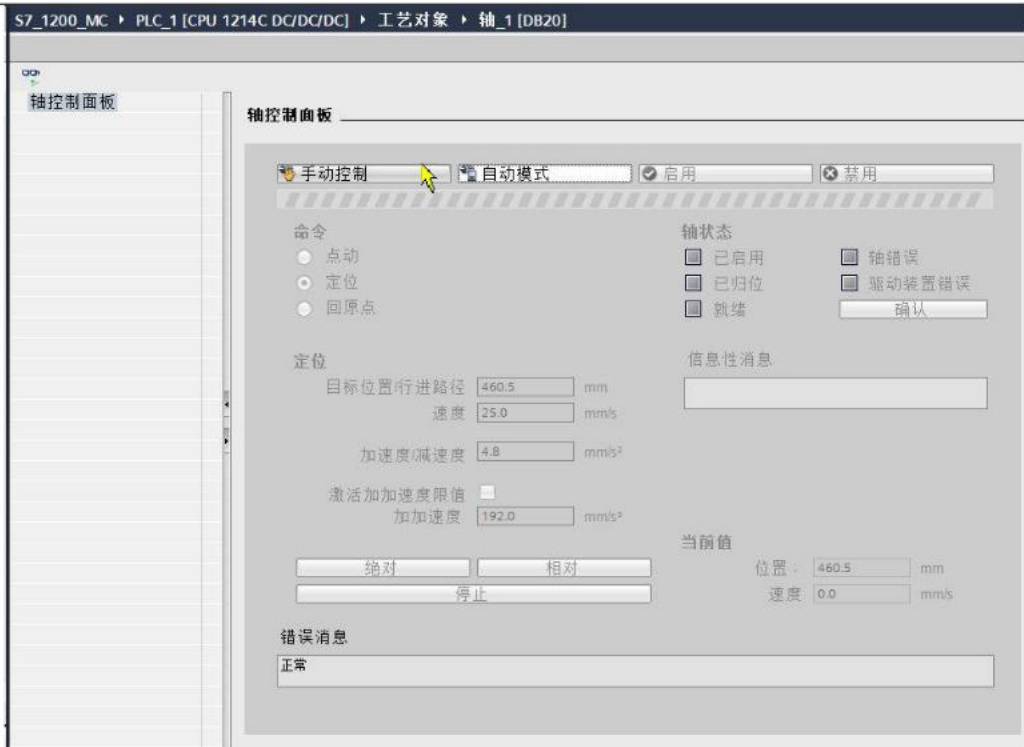 S7_1200_MC ▸ PLC_1 [CPU 1214C DC/DC/DC] ▸ 工艺对象 ▸ 轴_1 [DB20]
轴控制面板
轴控制面板
手动控制 自动模式 启用 禁用
命令 轴状态
点动 已启用 轴错误
定位 已归位 驱动装置错误
回原点 就绪 确认
定位 信息性消息
目标位置/行进路径 460.5 mm
速度 25.0 mm/s
加速度/减速度 4.8 mm/s²
激活加加速度限值
加加速度 192.0 mm/s³
当前值
绝对 相对 位置: 460.5 mm
停止 速度 0.0 mm/s
错误消息
正常